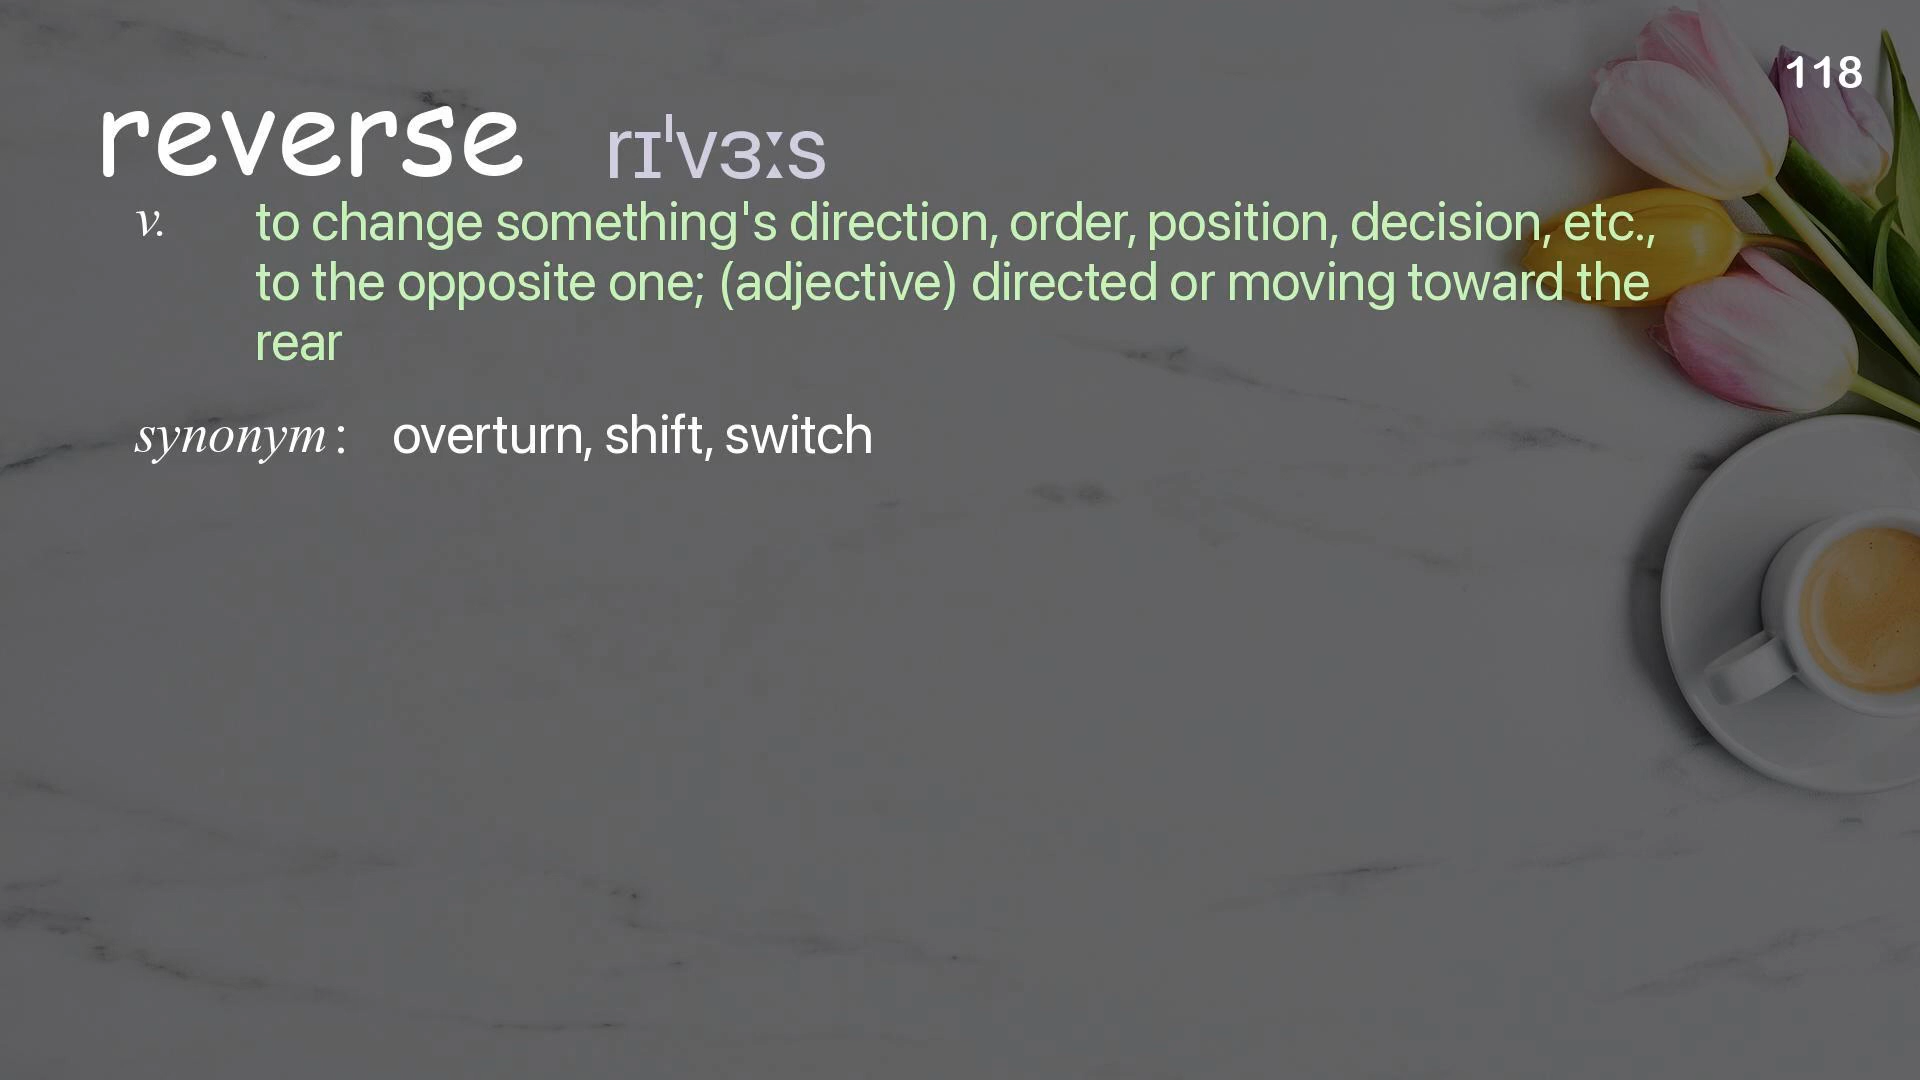 118
reverse rɪˈvɜːs
v. to change something's direction, order, position, decision, etc.,
to the opposite one; (adjective) directed or moving toward the
rear
synonym : overturn, shift, switch